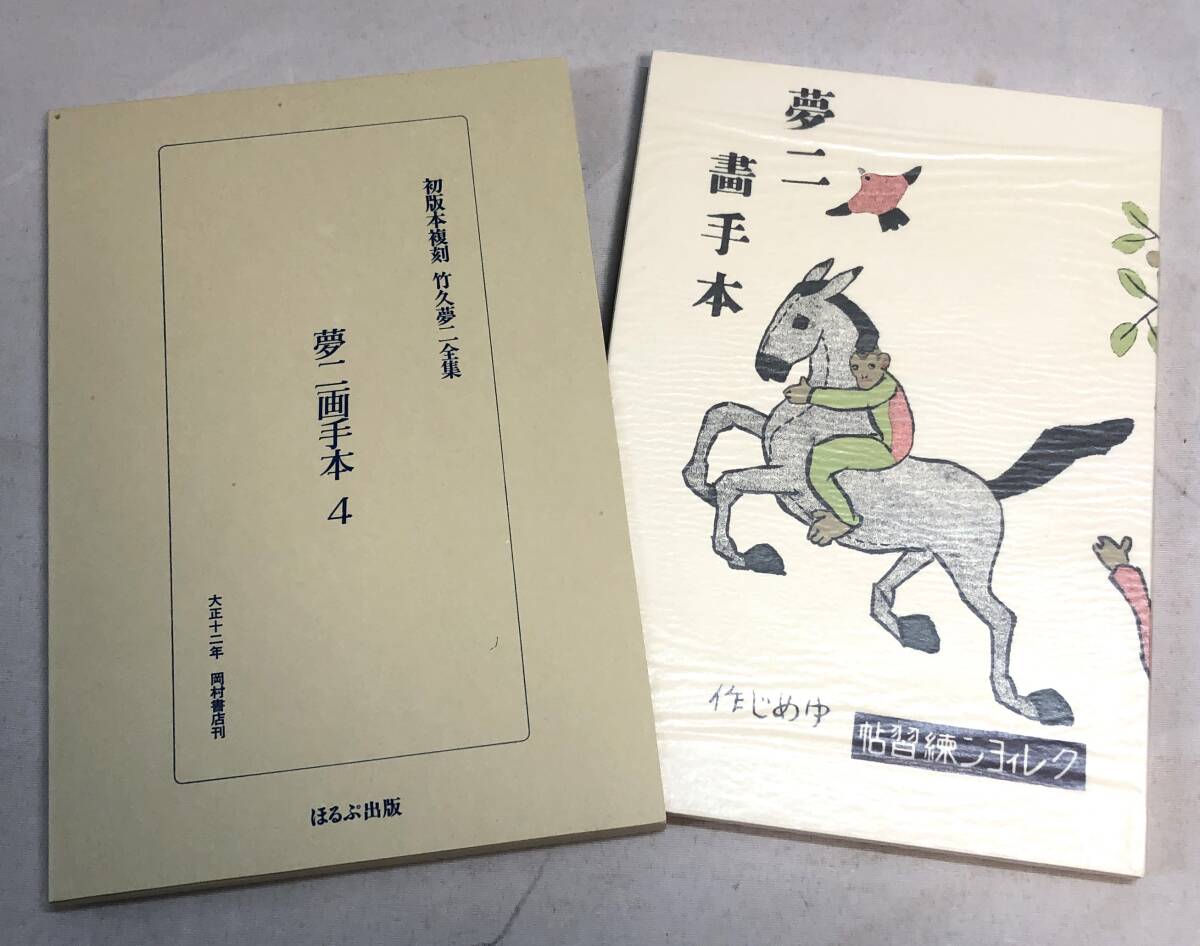 初版本複刻 竹久夢二全集
夢二画手本 4
大正十二年 岡村書店刊
ほるぷ出版
夢二
畫手本
ゆめじ作
クレィヨン練習帖